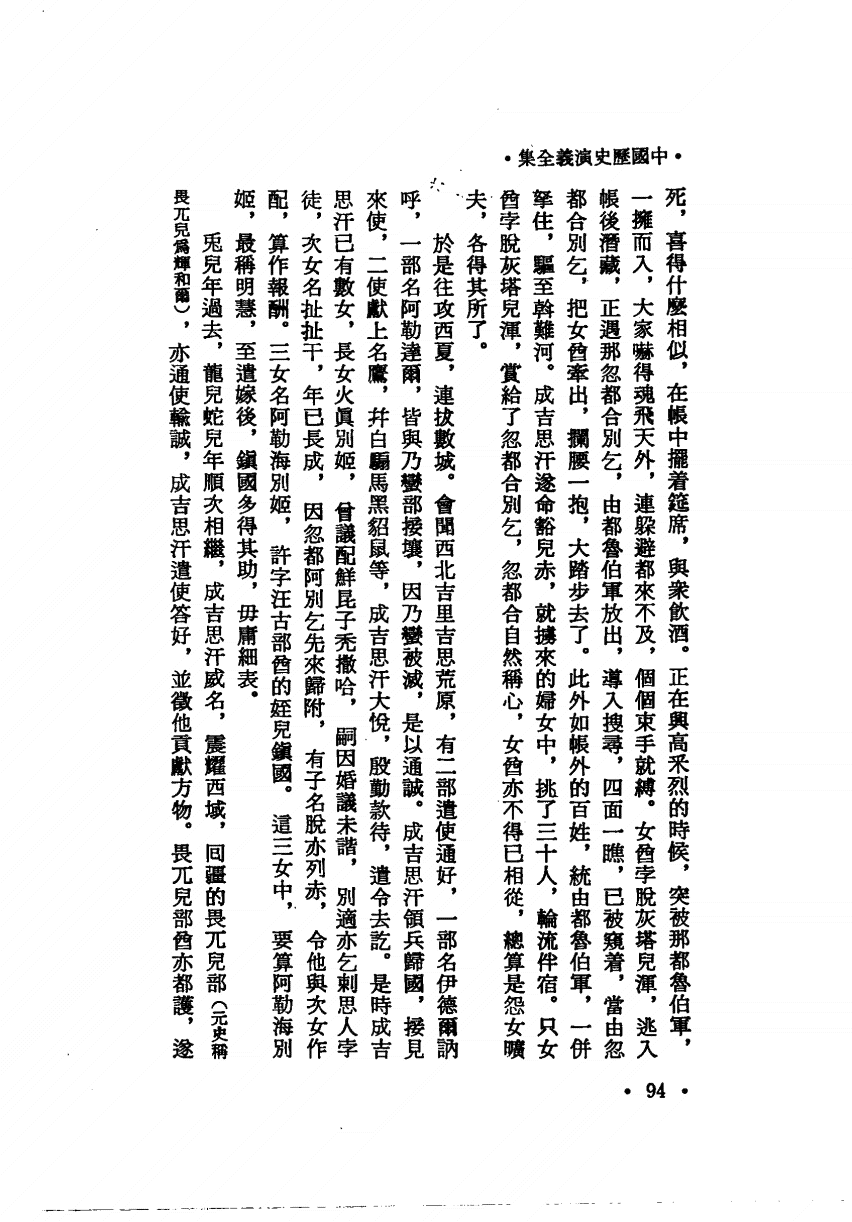 ·中國歷史演義全集·
死，喜得什麼相似，在帳中擺着筵席，與衆飲酒。正在興高釆烈的時候，突被那都魯伯軍，
一擁而入，大家嚇得魂飛天外，連躱避都來不及，個個束手就縛。女酋孛脫灰塔兒渾，逃入
帳後潛藏，正遇那忽都合別乞，由都魯伯軍放出，導入搜尋，四面一瞧，已被窺着，當由忽
都合別乞，把女酋牽出，攔腰一抱，大踏步去了。此外如帳外的百姓，統由都魯伯軍，一併
拏住，驅至斡難河。成吉思汗遂命豁兒赤，就擄來的婦女中，挑了三十人，輪流伴宿。只女
酋孛脫灰塔兒渾，賞給了忽都合別乞，忽都合自然稱心，女酋亦不得已相從，總算是怨女曠
夫，各得其所了。
於是往攻西夏，連拔數城。會聞西北吉里吉思荒原，有二部遣使通好，一部名伊德爾訥
呼，一部名阿勒達爾，皆與乃蠻部接壤，因乃蠻被滅，是以通誠。成吉思汗領兵歸國，接見
來使，二使獻上名鷹，幷白騸馬黑貂鼠等，成吉思汗大悅，殷勤款待，遣令去訖。是時成吉
思汗已有數女，長女火眞別姬，曾議配鮮昆子禿撒哈，嗣因婚議未諧，別適亦乞剌思人孛
徒，次女名扯扯干，年已長成，因忽都阿別乞先來歸附，有子名脫亦列赤，令他與次女作
配，算作報酬。三女名阿勒海別姬，許字汪古部酋的姪兒鎭國。這三女中，要算阿勒海別
姬，最稱明慧，至遣嫁後，鎭國多得其助，毋庸細表。
兎兒年過去，龍兒蛇兒年順次相繼，成吉思汗威名，震耀西域，囘疆的畏兀兒部（元史稱
畏兀兒爲輝和爾），亦通使輸誠，成吉思汗遣使答好，並徵他貢獻方物。畏兀兒部酋亦都護，遂
·94·